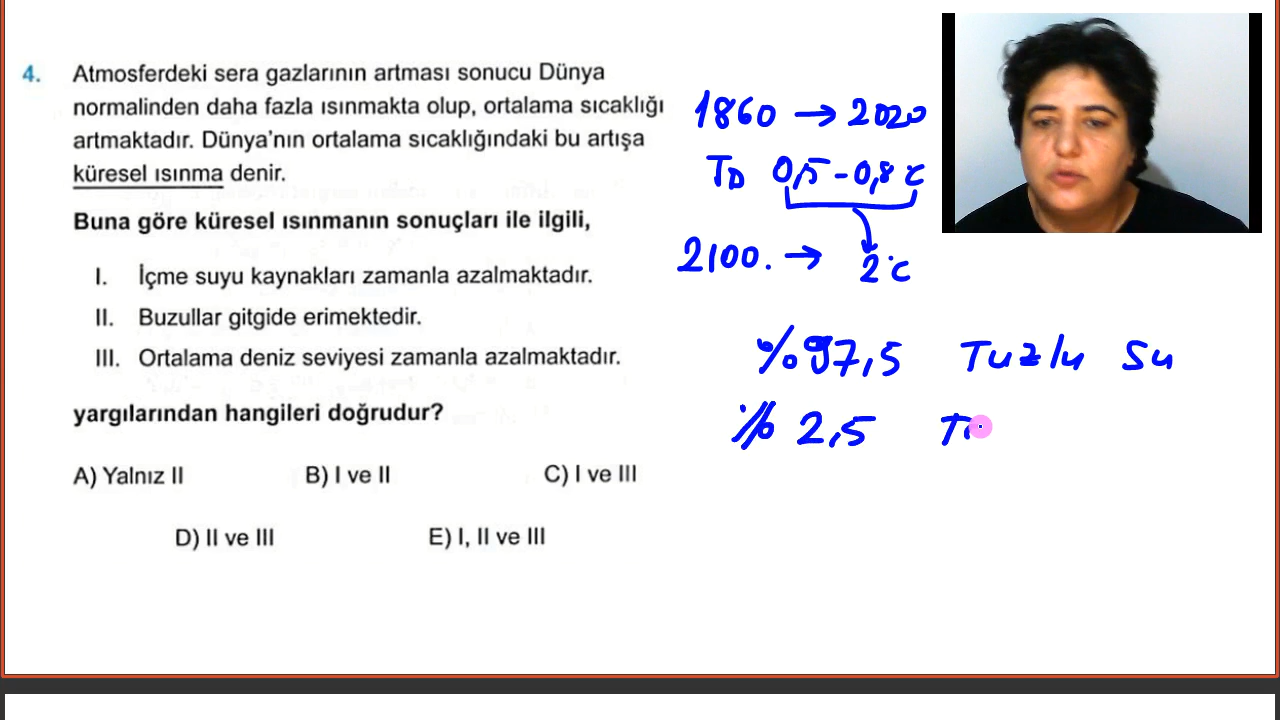 4. Atmosferdeki sera gazlarının artması sonucu Dünya
normalinden daha fazla ısınmakta olup, ortalama sıcaklığı
artmaktadır. Dünya'nın ortalama sıcaklığındaki bu artışa
küresel ısınma denir.
Buna göre küresel ısınmanın sonuçları ile ilgili,
I. İçme suyu kaynakları zamanla azalmaktadır.
II. Buzullar gitgide erimektedir.
III. Ortalama deniz seviyesi zamanla azalmaktadır.
yargılarından hangileri doğrudur?
A) Yalnız II B) I ve II C) I ve III
D) II ve III E) I, II ve III
1860 → 2020
TD 0,5 - 0,8 °C
2100. → 2 °C
%97,5 Tuzlu Su
% 2,5